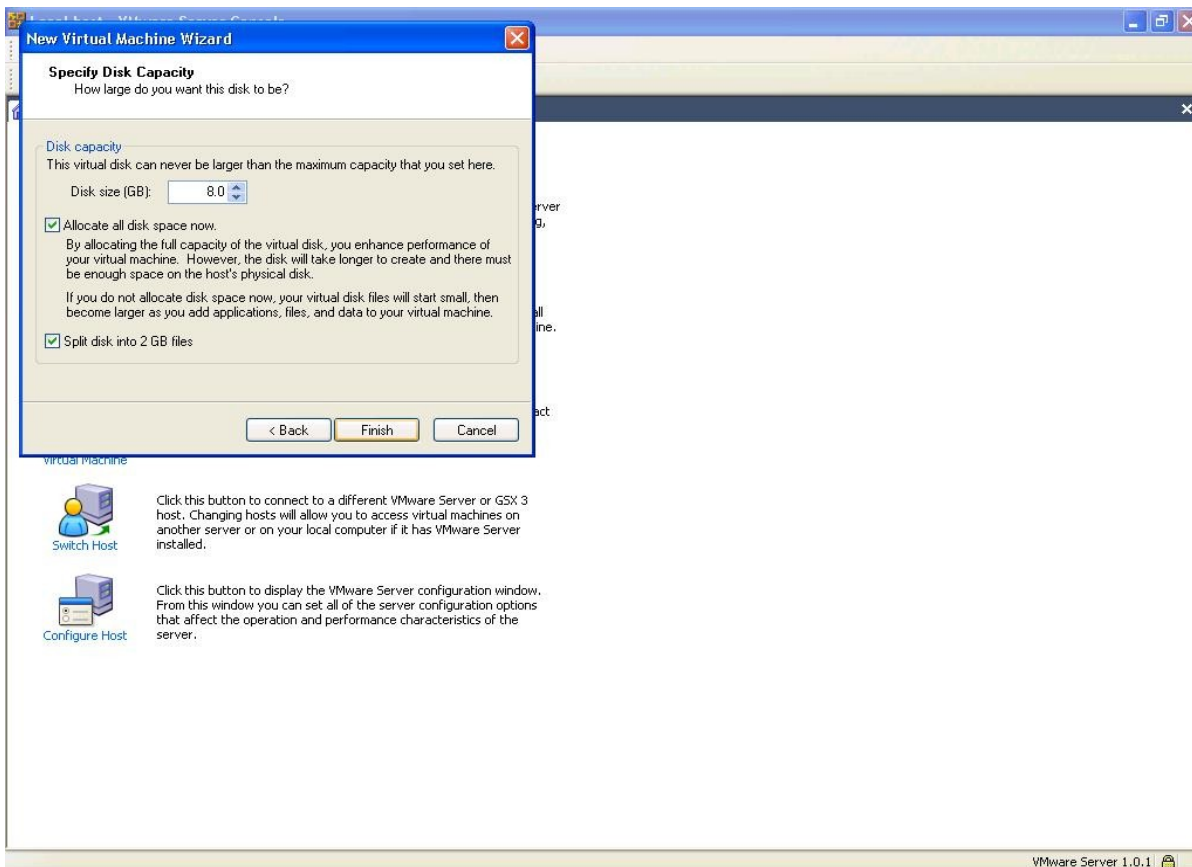 New Virtual Machine Wizard
Specify Disk Capacity
How large do you want this disk to be?
Disk capacity
This virtual disk can never be larger than the maximum capacity that you set here.
Disk size (GB): 8.0
Allocate all disk space now.
By allocating the full capacity of the virtual disk, you enhance performance of
your virtual machine. However, the disk will take longer to create and there must
be enough space on the host's physical disk.
If you do not allocate disk space now, your virtual disk files will start small, then
become larger as you add applications, files, and data to your virtual machine.
Split disk into 2 GB files
< Back Finish Cancel
Virtual Machine
Click this button to connect to a different VMware Server or GSX 3
host. Changing hosts will allow you to access virtual machines on
another server or on your local computer if it has VMware Server
installed.
Switch Host
Click this button to display the VMware Server configuration window.
From this window you can set all of the server configuration options
that affect the operation and performance characteristics of the
server.
Configure Host
VMware Server 1.0.1